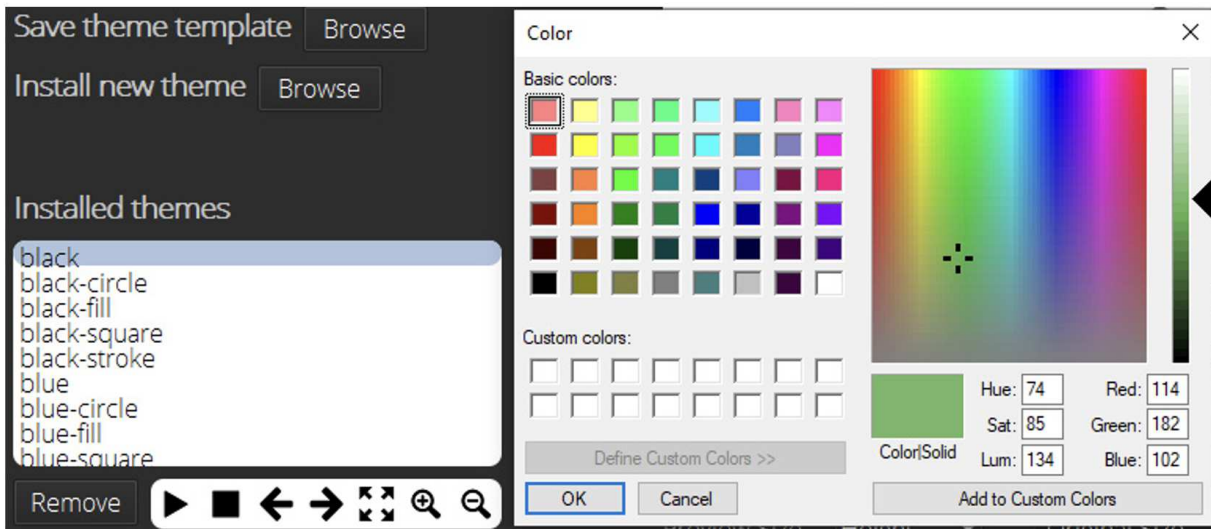 Save theme template Browse
Install new theme Browse
Installed themes
black
black-circle
black-fill
black-square
black-stroke
blue
blue-circle
blue-fill
blue-square
Remove
Color
Basic colors:
Custom colors:
Define Custom Colors >>
OK Cancel
Hue: 74 Red: 114
Sat: 85 Green: 182
Color|Solid
Lum: 134 Blue: 102
Add to Custom Colors